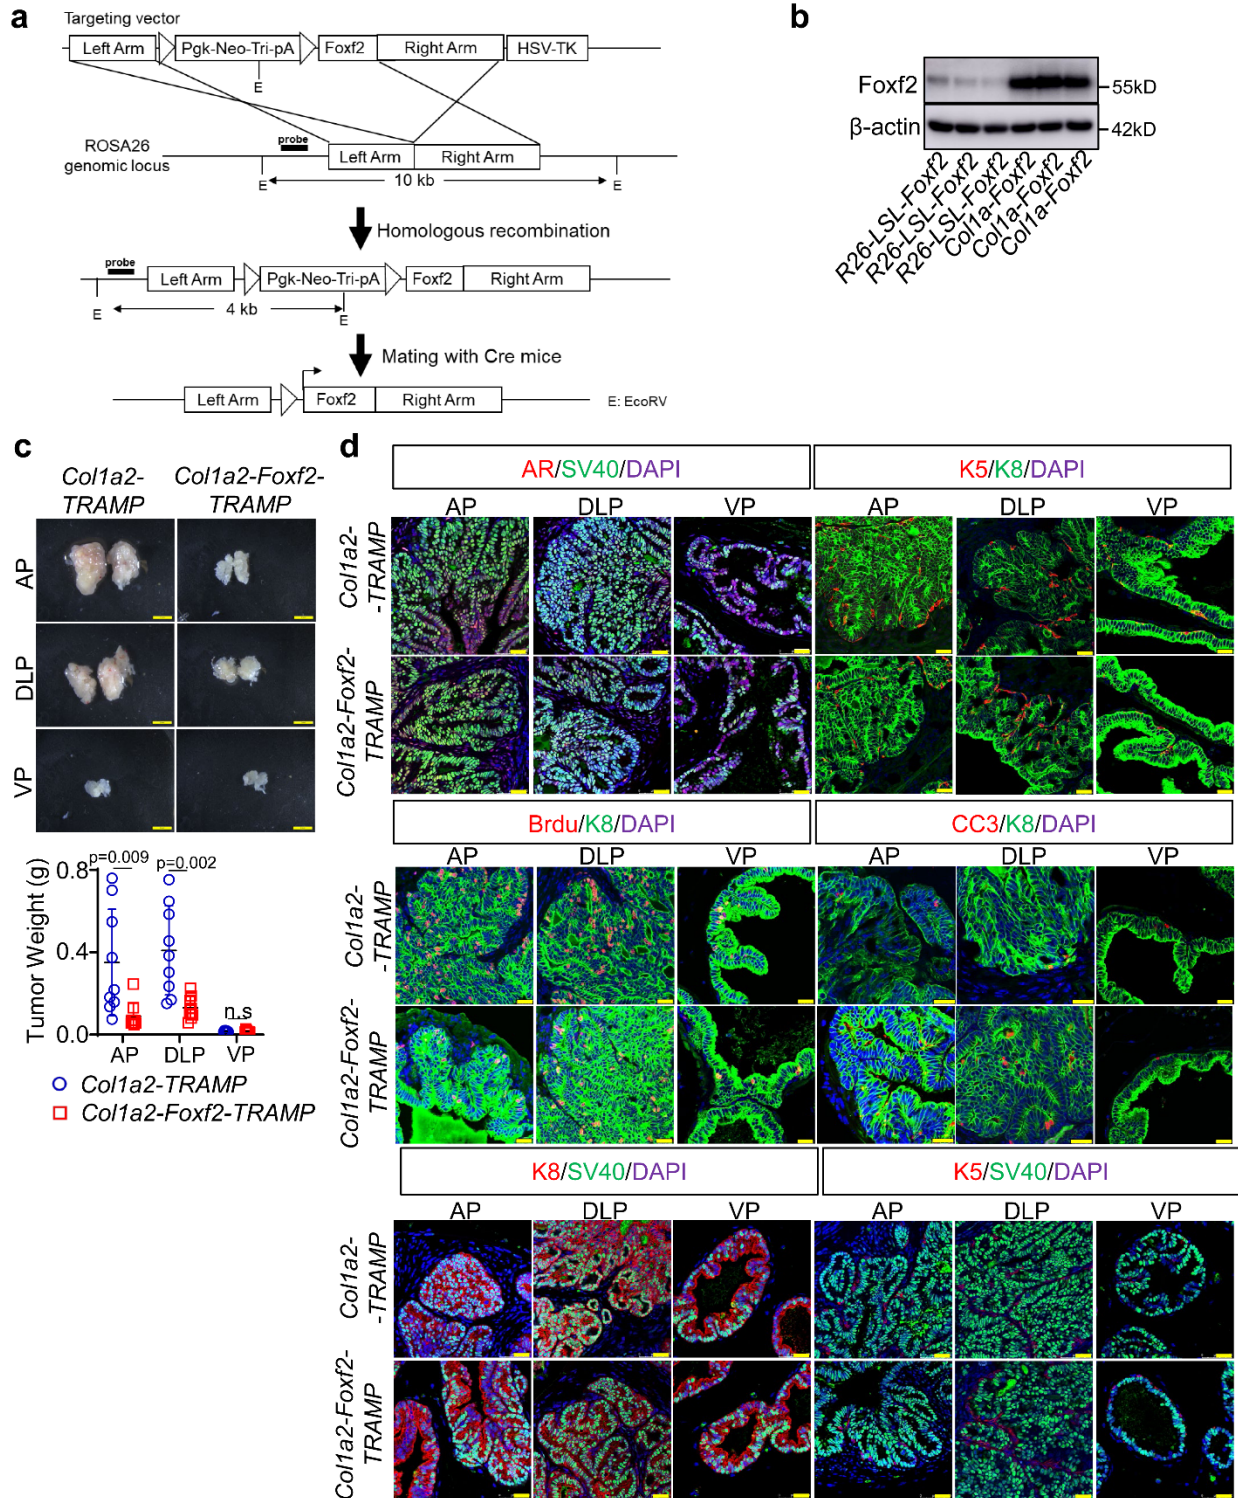 a
Targeting vector
Left Arm
Pgk-Neo-Tri-pA
Foxf2
Right Arm
HSV-TK
E
probe
ROSA26
genomic locus
Left Arm
Right Arm
E
10 kb
E
Homologous recombination
probe
Left Arm
Pgk-Neo-Tri-pA
Foxf2
Right Arm
E
4 kb
E
Mating with Cre mice
Left Arm
Foxf2
Right Arm
E: EcoRV
b
Foxf2
55kD
β-actin
42kD
R26-LSL-Foxf2
R26-LSL-Foxf2
R26-LSL-Foxf2
Col1a-Foxf2
Col1a-Foxf2
Col1a-Foxf2
c
Col1a2-
TRAMP
Col1a2-Foxf2-
TRAMP
AP
DLP
VP
Tumor Weight (g)
0.8
0.4
0.0
p=0.009
p=0.002
n.s
AP
DLP
VP
Col1a2-TRAMP
Col1a2-Foxf2-TRAMP
d
AR/SV40/DAPI
K5/K8/DAPI
AP
DLP
VP
AP
DLP
VP
Col1a2-
-TRAMP
Col1a2-Foxf2-
TRAMP
Brdu/K8/DAPI
CC3/K8/DAPI
AP
DLP
VP
AP
DLP
VP
Col1a2-
-TRAMP
Col1a2-Foxf2-
TRAMP
K8/SV40/DAPI
K5/SV40/DAPI
AP
DLP
VP
AP
DLP
VP
Col1a2-
-TRAMP
Col1a2-Foxf2-
TRAMP